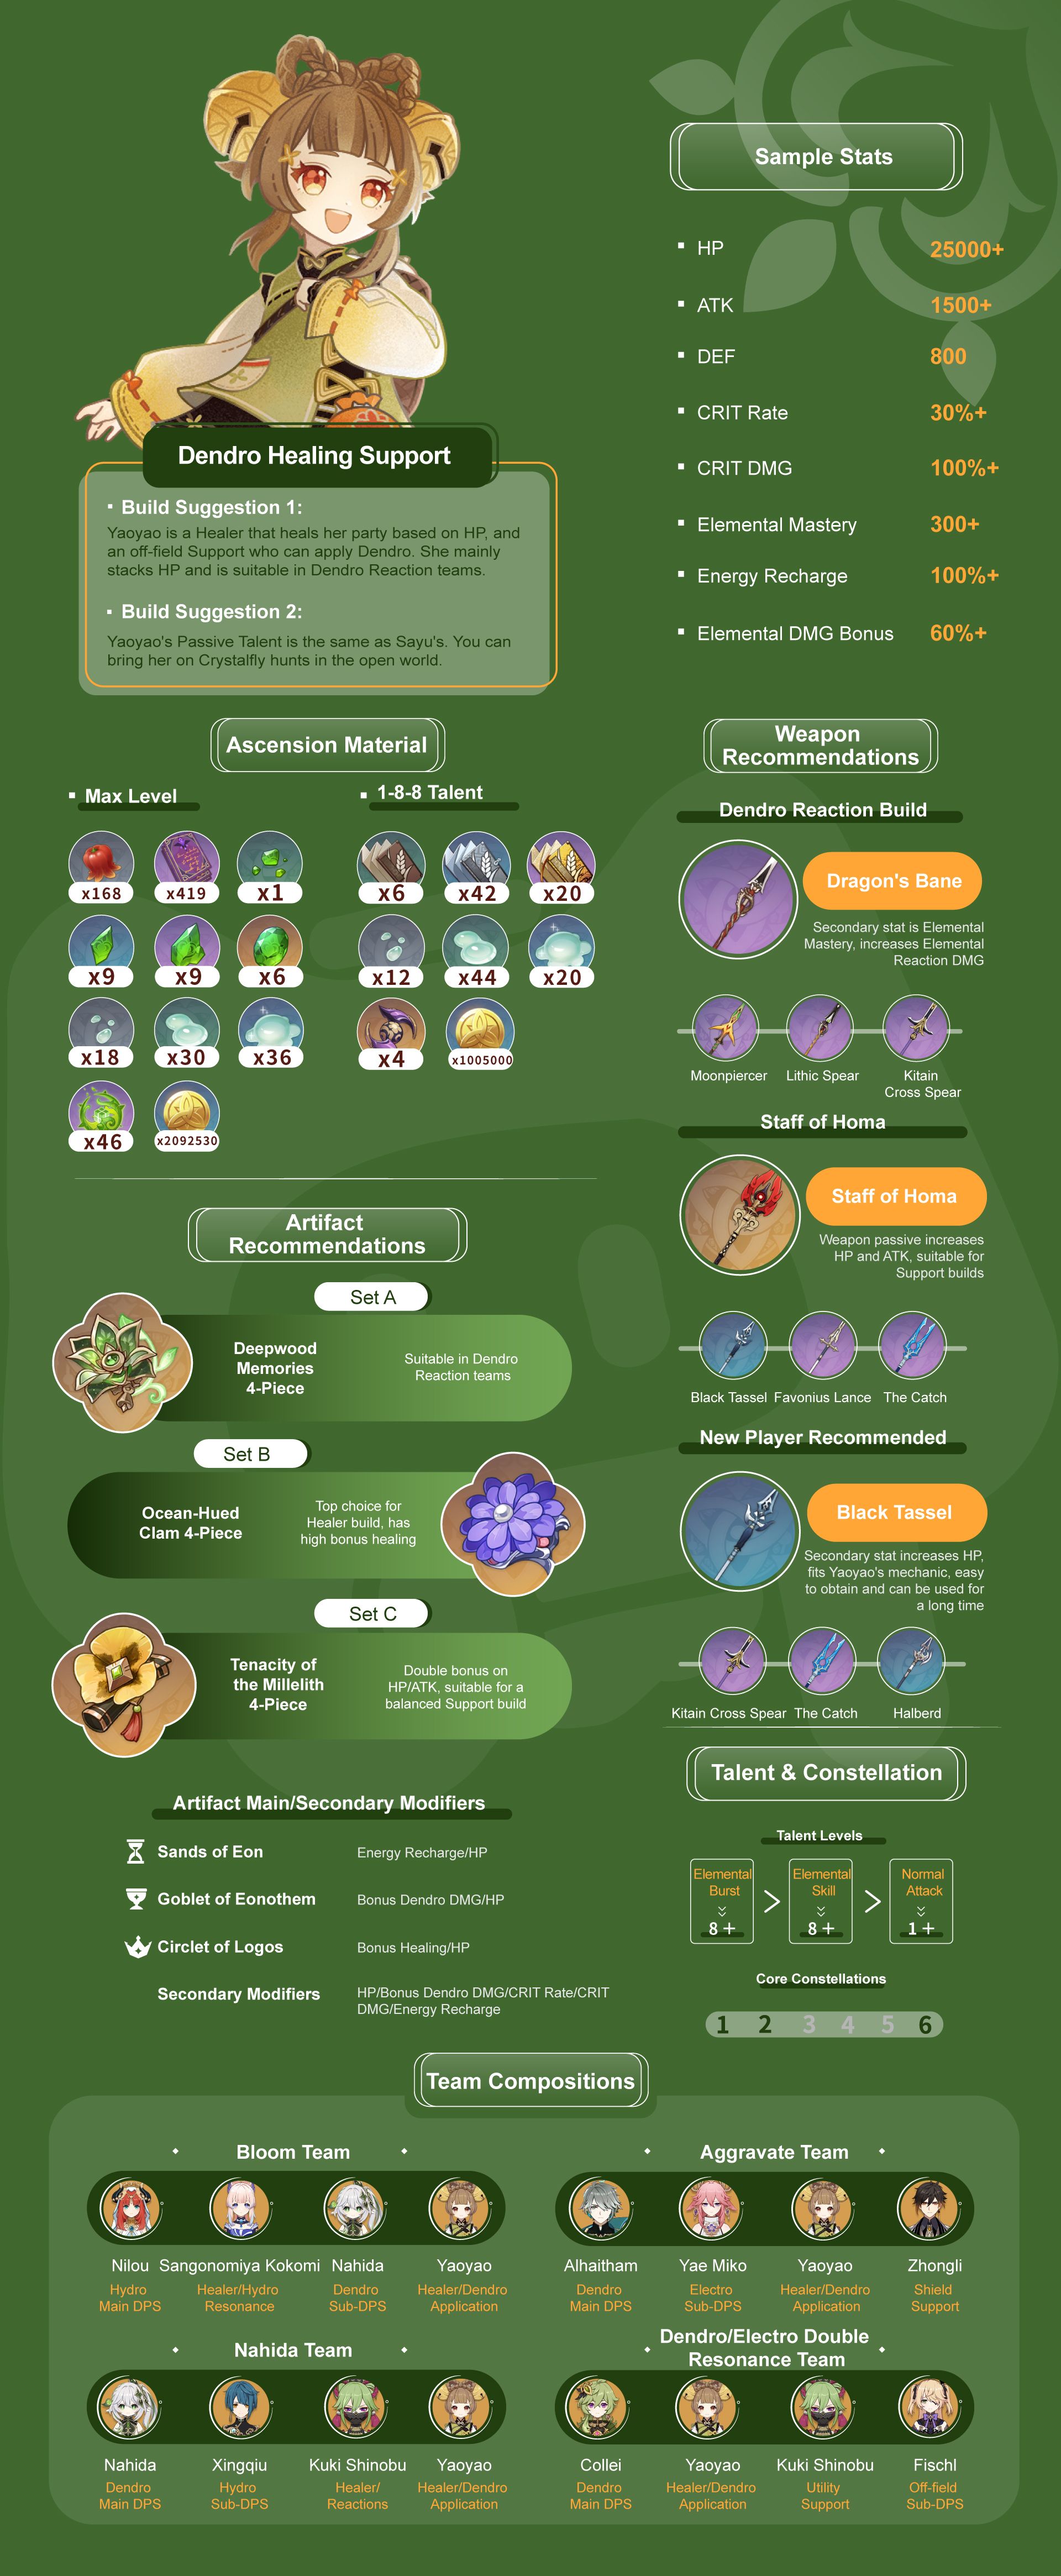 Dendro Healing Support
Build Suggestion 1:
Yaoyao is a Healer that heals her party based on HP, and
an off-field Support who can apply Dendro. She mainly
stacks HP and is suitable in Dendro Reaction teams.
Build Suggestion 2:
Yaoyao's Passive Talent is the same as Sayu's. You can
bring her on Crystalfly hunts in the open world.
Sample Stats
HP 25000+
ATK 1500+
DEF 800
CRIT Rate 30%+
CRIT DMG 100%+
Elemental Mastery 300+
Energy Recharge 100%+
Elemental DMG Bonus 60%+
Ascension Material
Max Level
x168 x419 x1
x9 x9 x6
x18 x30 x36
x46 x2092530
1-8-8 Talent
x6 x42 x20
x12 x44 x20
x4 x1005000
Weapon
Recommendations
Dendro Reaction Build
Dragon's Bane
Secondary stat is Elemental
Mastery, increases Elemental
Reaction DMG
Moonpiercer Lithic Spear Kitain
Cross Spear
Staff of Homa
Staff of Homa
Weapon passive increases
HP and ATK, suitable for
Support builds
Black Tassel Favonius Lance The Catch
New Player Recommended
Black Tassel
Secondary stat increases HP,
fits Yaoyao's mechanic, easy
to obtain and can be used for
a long time
Kitain Cross Spear The Catch Halberd
Artifact
Recommendations
Set A
Deepwood
Memories
4-Piece
Suitable in Dendro
Reaction teams
Set B
Ocean-Hued
Clam 4-Piece
Top choice for
Healer build, has
high bonus healing
Set C
Tenacity of
the Millelith
4-Piece
Double bonus on
HP/ATK, suitable for a
balanced Support build
Artifact Main/Secondary Modifiers
Sands of Eon Energy Recharge/HP
Goblet of Eonothem Bonus Dendro DMG/HP
Circlet of Logos Bonus Healing/HP
Secondary Modifiers HP/Bonus Dendro DMG/CRIT Rate/CRIT
DMG/Energy Recharge
Talent & Constellation
Talent Levels
Elemental
Burst
8+
>
Elemental
Skill
8+
>
Normal
Attack
1+
Core Constellations
1 2 3 4 5 6
Team Compositions
Bloom Team
Nilou Sangonomiya Kokomi Nahida Yaoyao
Hydro Healer/Hydro Dendro Healer/Dendro
Main DPS Resonance Sub-DPS Application
Aggravate Team
Alhaitham Yae Miko Yaoyao Zhongli
Dendro Electro Healer/Dendro Shield
Main DPS Sub-DPS Application Support
Nahida Team
Nahida Xingqiu Kuki Shinobu Yaoyao
Dendro Hydro Healer/ Healer/Dendro
Main DPS Sub-DPS Reactions Application
Dendro/Electro Double
Resonance Team
Collei Yaoyao Kuki Shinobu Fischl
Dendro Healer/Dendro Utility Off-field
Main DPS Application Support Sub-DPS